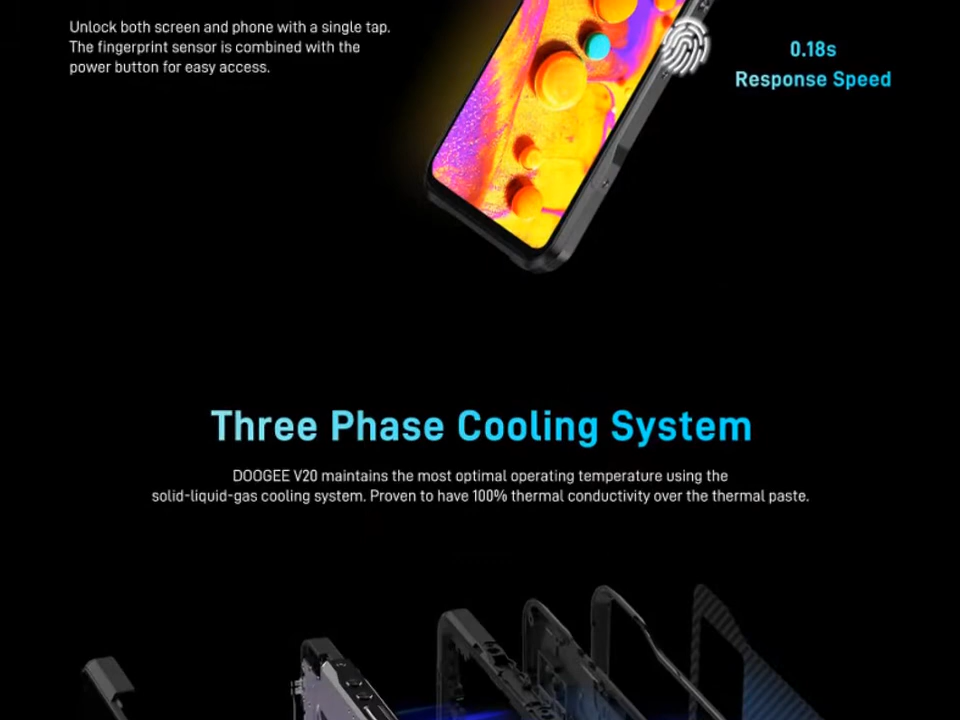 Unlock both screen and phone with a single tap.
The fingerprint sensor is combined with the
power button for easy access.
0.18s
Response Speed
Three Phase Cooling System
DOOGEE V20 maintains the most optimal operating temperature using the
solid-liquid-gas cooling system. Proven to have 100% thermal conductivity over the thermal paste.